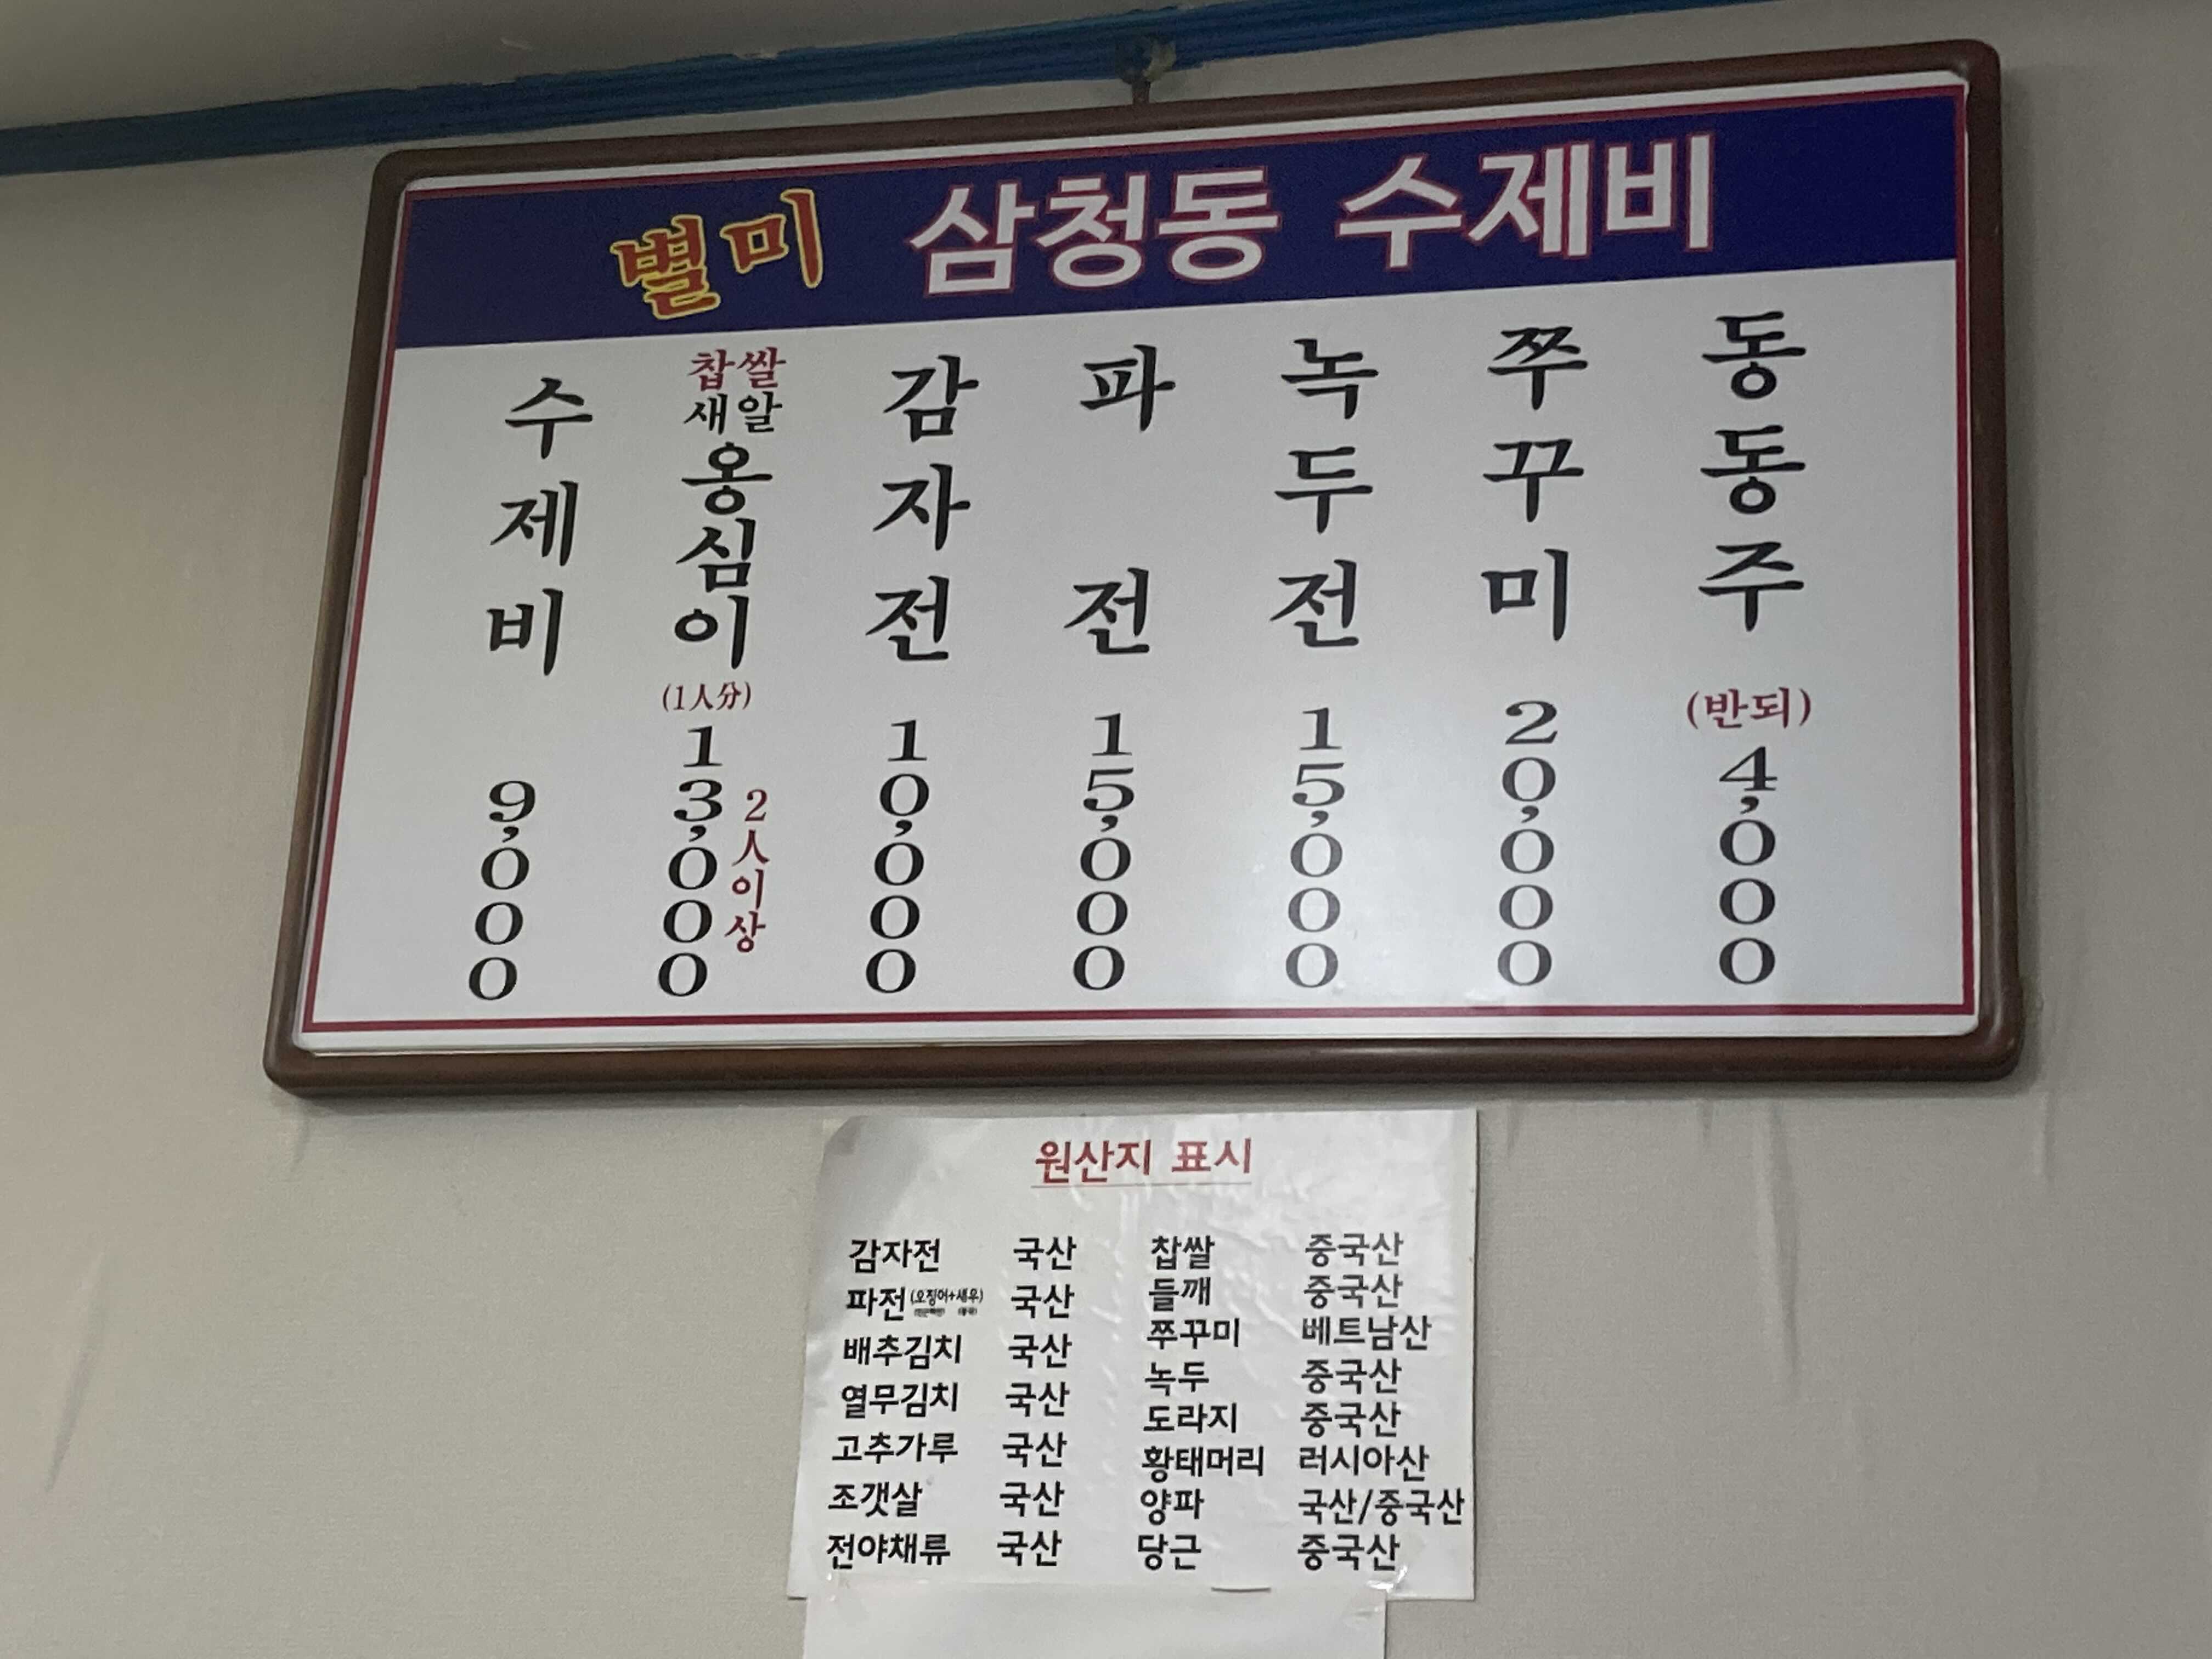 별미 삼청동 수제비
수제비 9,000
찹쌀새알옹심이 (1人分) 13,000 2人이상
감자전 10,000
파전 15,000
녹두전 15,000
쭈꾸미 20,000
동동주 (반되) 4,000
원산지 표시
감자전 국산 찹쌀 중국산
파전(오징어+새우) 국산 들깨 중국산
배추김치 국산 쭈꾸미 베트남산
열무김치 국산 녹두 중국산
고추가루 국산 도라지 중국산
조갯살 국산 황태머리 러시아산
전야채류 국산 양파 국산/중국산
당근 중국산